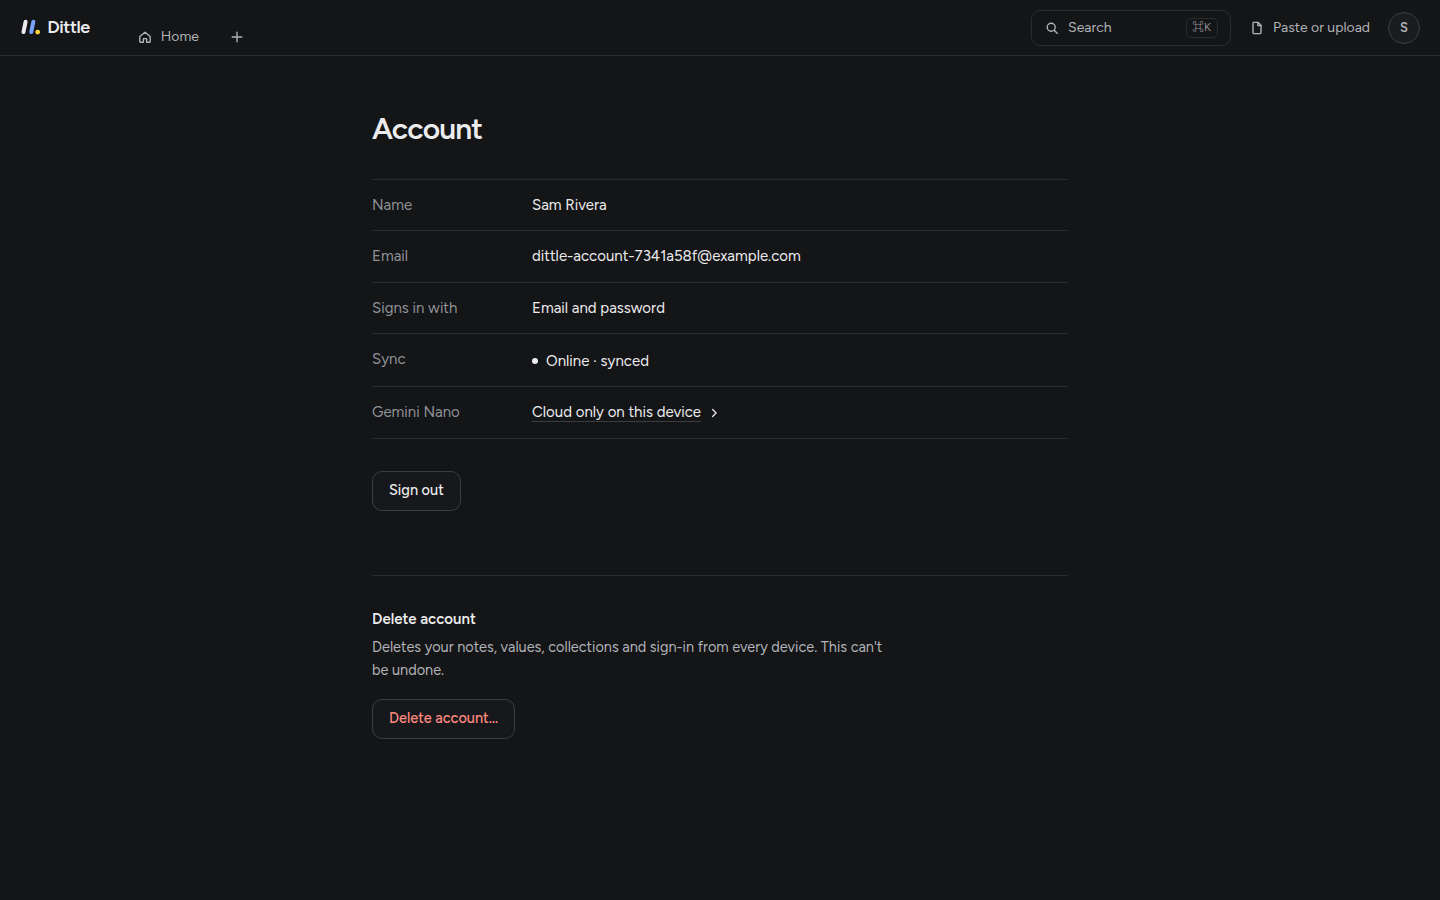 Dittle
Home
Search
⌘K
Paste or upload
S
Account
Name
Sam Rivera
Email
dittle-account-7341a58f@example.com
Signs in with
Email and password
Sync
Online · synced
Gemini Nano
Cloud only on this device
Sign out
Delete account
Deletes your notes, values, collections and sign-in from every device. This can't
be undone.
Delete account...